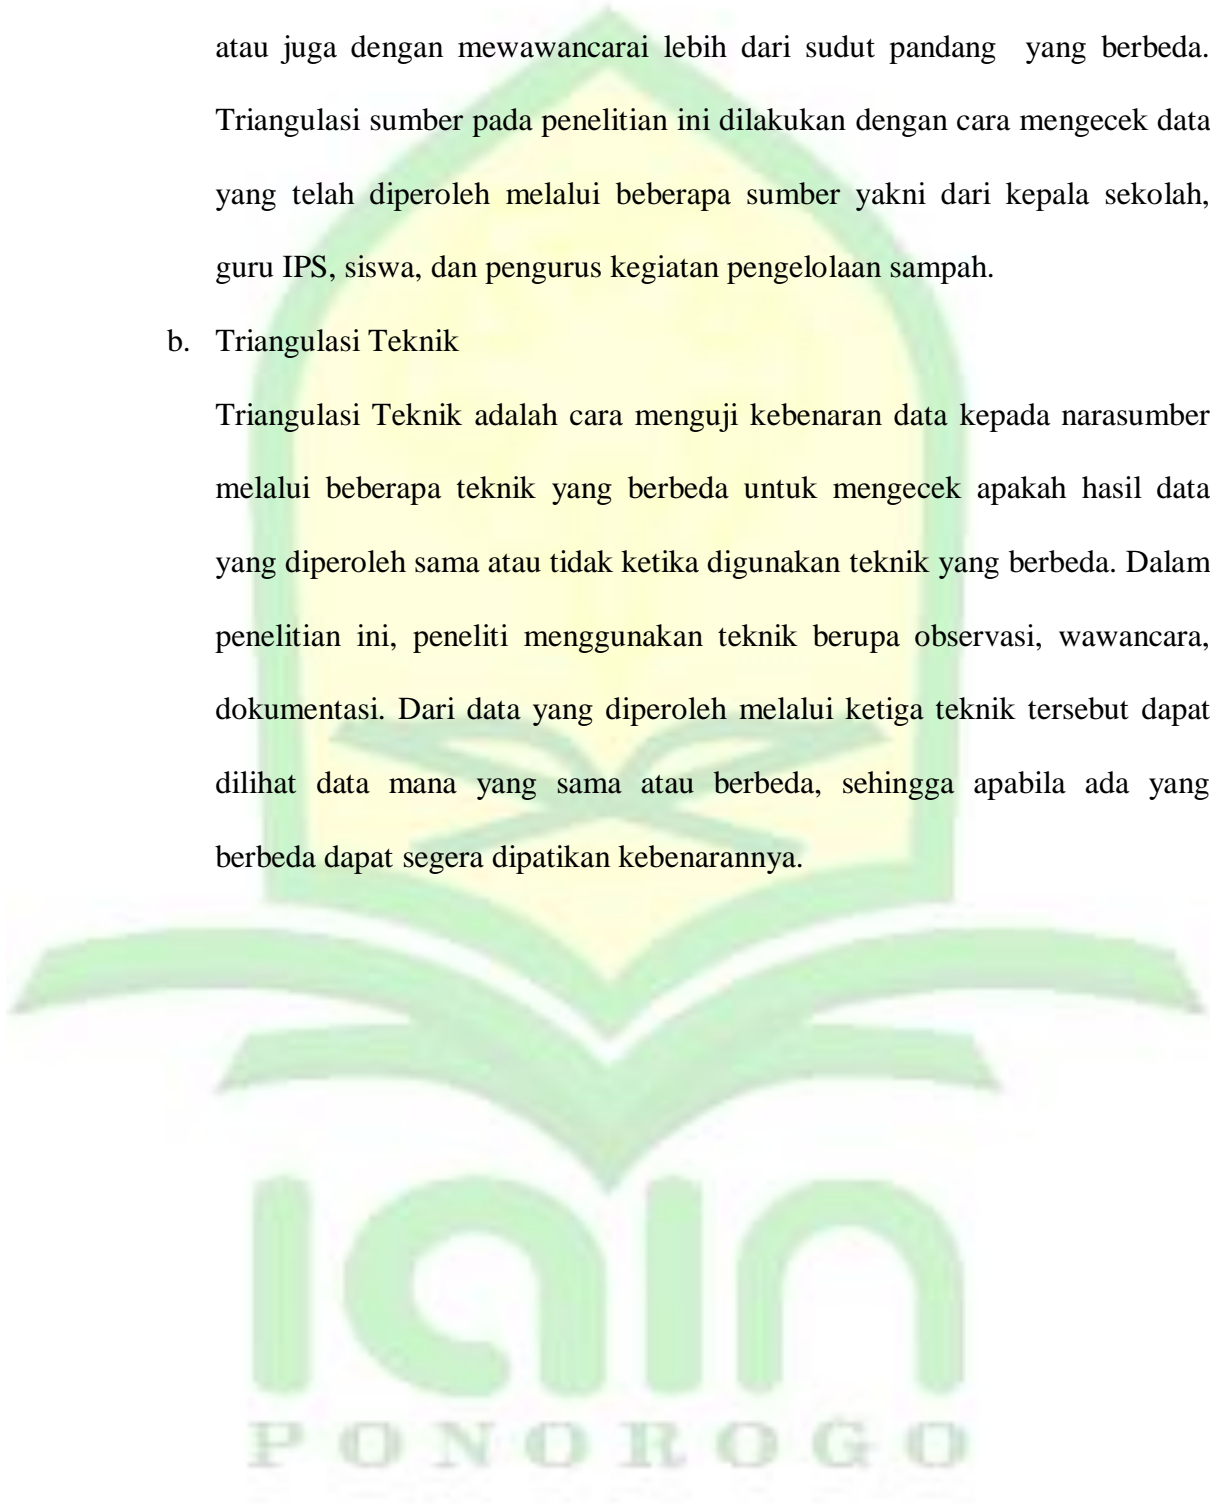 atau juga dengan mewawancarai lebih dari sudut pandang yang berbeda.
Triangulasi sumber pada penelitian ini dilakukan dengan cara mengecek data
yang telah diperoleh melalui beberapa sumber yakni dari kepala sekolah,
guru IPS, siswa, dan pengurus kegiatan pengelolaan sampah.
b. Triangulasi Teknik
Triangulasi Teknik adalah cara menguji kebenaran data kepada narasumber
melalui beberapa teknik yang berbeda untuk mengecek apakah hasil data
yang diperoleh sama atau tidak ketika digunakan teknik yang berbeda. Dalam
penelitian ini, peneliti menggunakan teknik berupa observasi, wawancara,
dokumentasi. Dari data yang diperoleh melalui ketiga teknik tersebut dapat
dilihat data mana yang sama atau berbeda, sehingga apabila ada yang
berbeda dapat segera dipatikan kebenarannya.
iain
PONOROGO